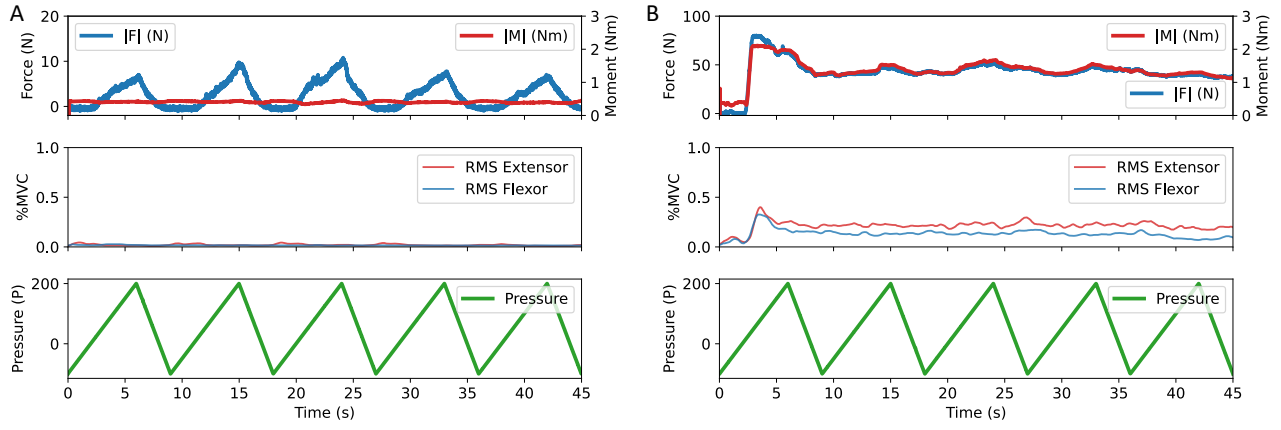 A
20
10
0
Force (N)
|F| (N)
|M| (Nm)
3
2
1
0
Moment (Nm)
1.0
0.5
0.0
%MVC
RMS Extensor
RMS Flexor
200
0
Pressure (P)
Pressure
0 5 10 15 20 25 30 35 40 45
Time (s)
B
100
50
0
Force (N)
|M| (Nm)
|F| (N)
3
2
1
0
Moment (Nm)
1.0
0.5
0.0
%MVC
RMS Extensor
RMS Flexor
200
0
Pressure (P)
Pressure
0 5 10 15 20 25 30 35 40 45
Time (s)